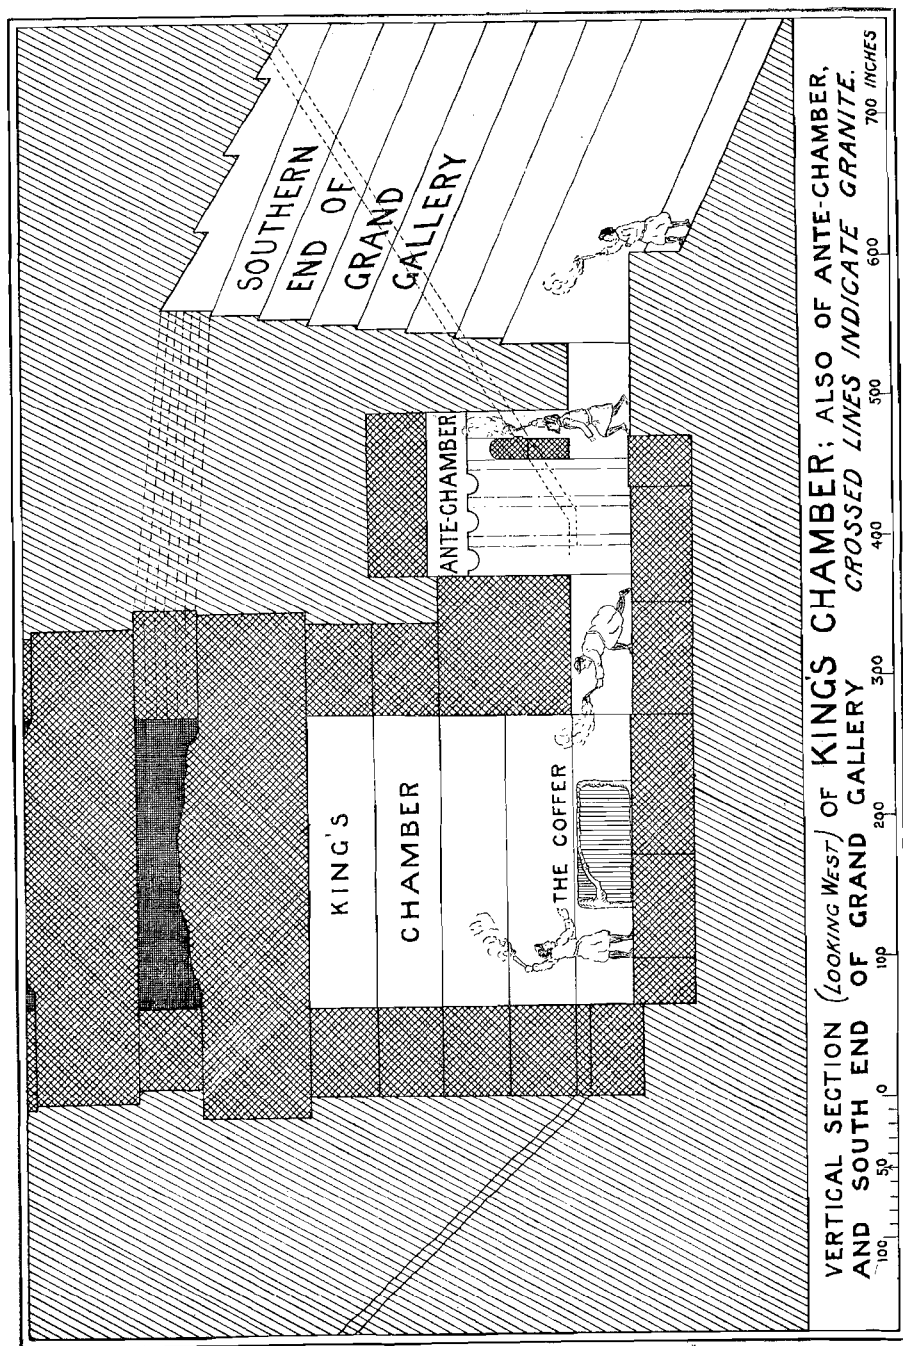 SOUTHERN
END OF
GRAND
GALLERY
ANTE-CHAMBER
KING'S
CHAMBER
THE COFFER
VERTICAL SECTION (LOOKING WEST) OF KING'S CHAMBER; ALSO OF ANTE-CHAMBER,
AND SOUTH END OF GRAND GALLERY CROSSED LINES INDICATE GRANITE.
100 50 0 100 200 300 400 500 600 700 INCHES